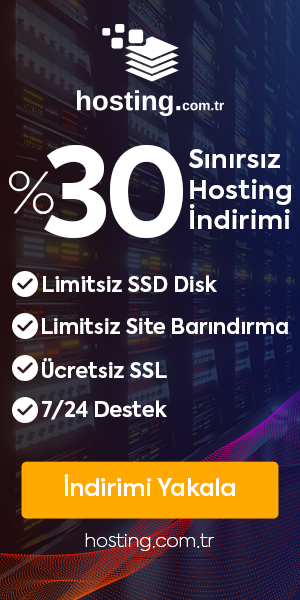 hosting.com.tr
%30
Sınırsız
Hosting
İndirimi
Limitsiz SSD Disk
Limitsiz Site Barındırma
Ücretsiz SSL
7/24 Destek
İndirimi Yakala
hosting.com.tr